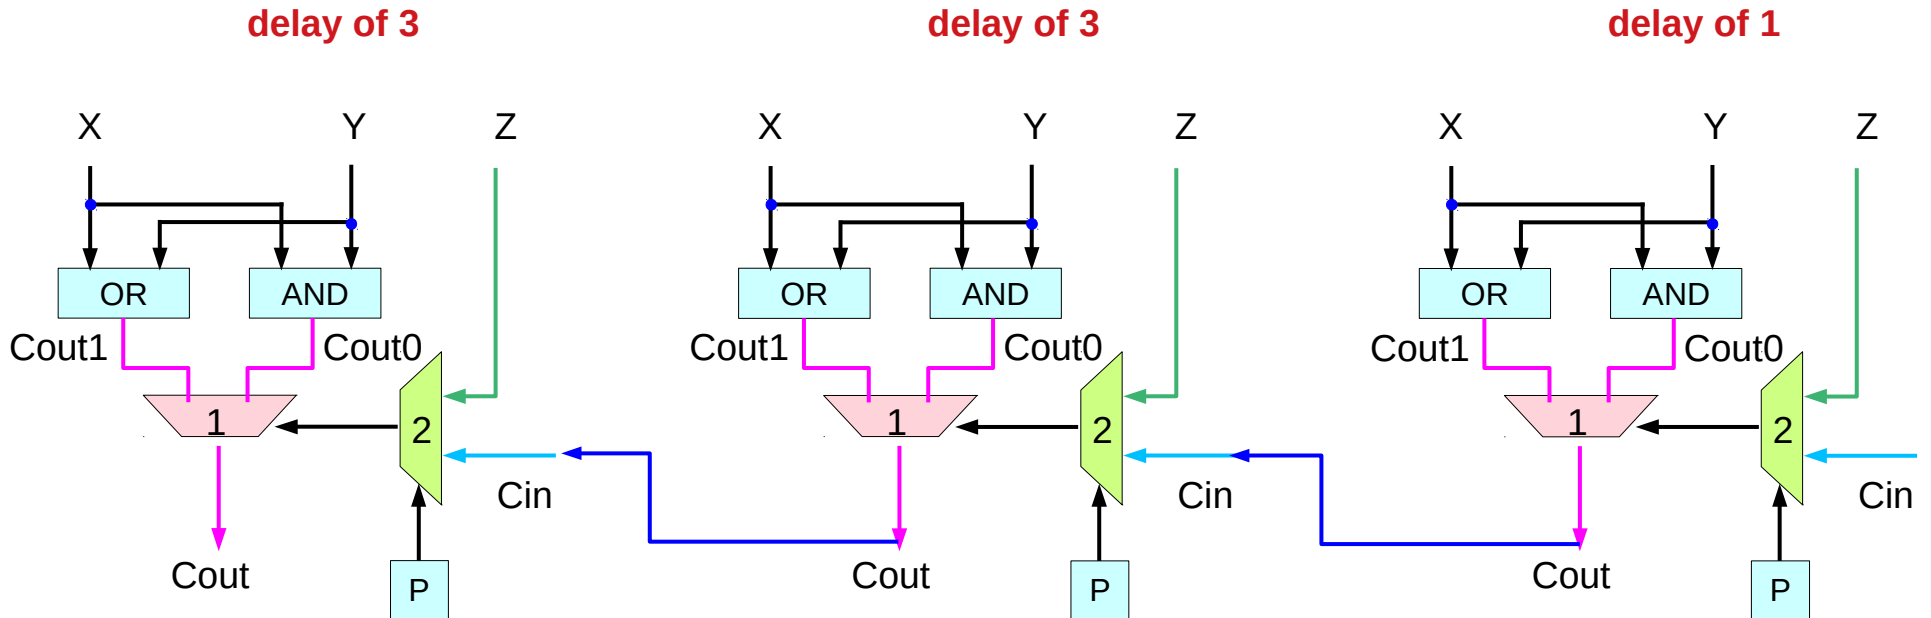 delay of 3 delay of 3 delay of 1
X Y Z X Y Z X Y Z
OR AND OR AND OR AND
Cout1 Cout0 Cout1 Cout0 Cout1 Cout0
1 2 1 2 1 2
Cin Cin Cin
Cout P Cout P Cout P